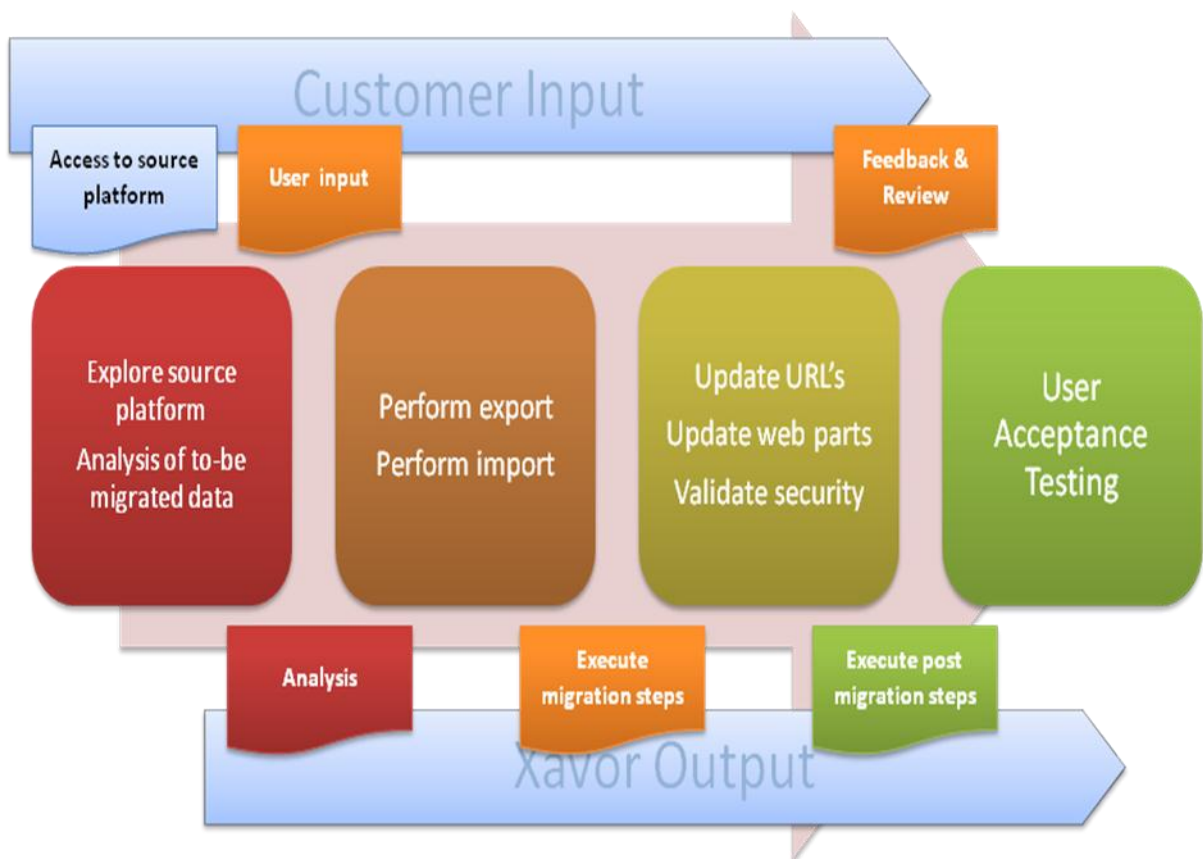 Customer Input
Access to source
platform
User input
Feedback &
Review
Explore source
platform
Analysis of to-be
migrated data
Perform export
Perform import
Update URL's
Update web parts
Validate security
User
Acceptance
Testing
Analysis
Execute
migration steps
Execute post
migration steps
Xavor Output